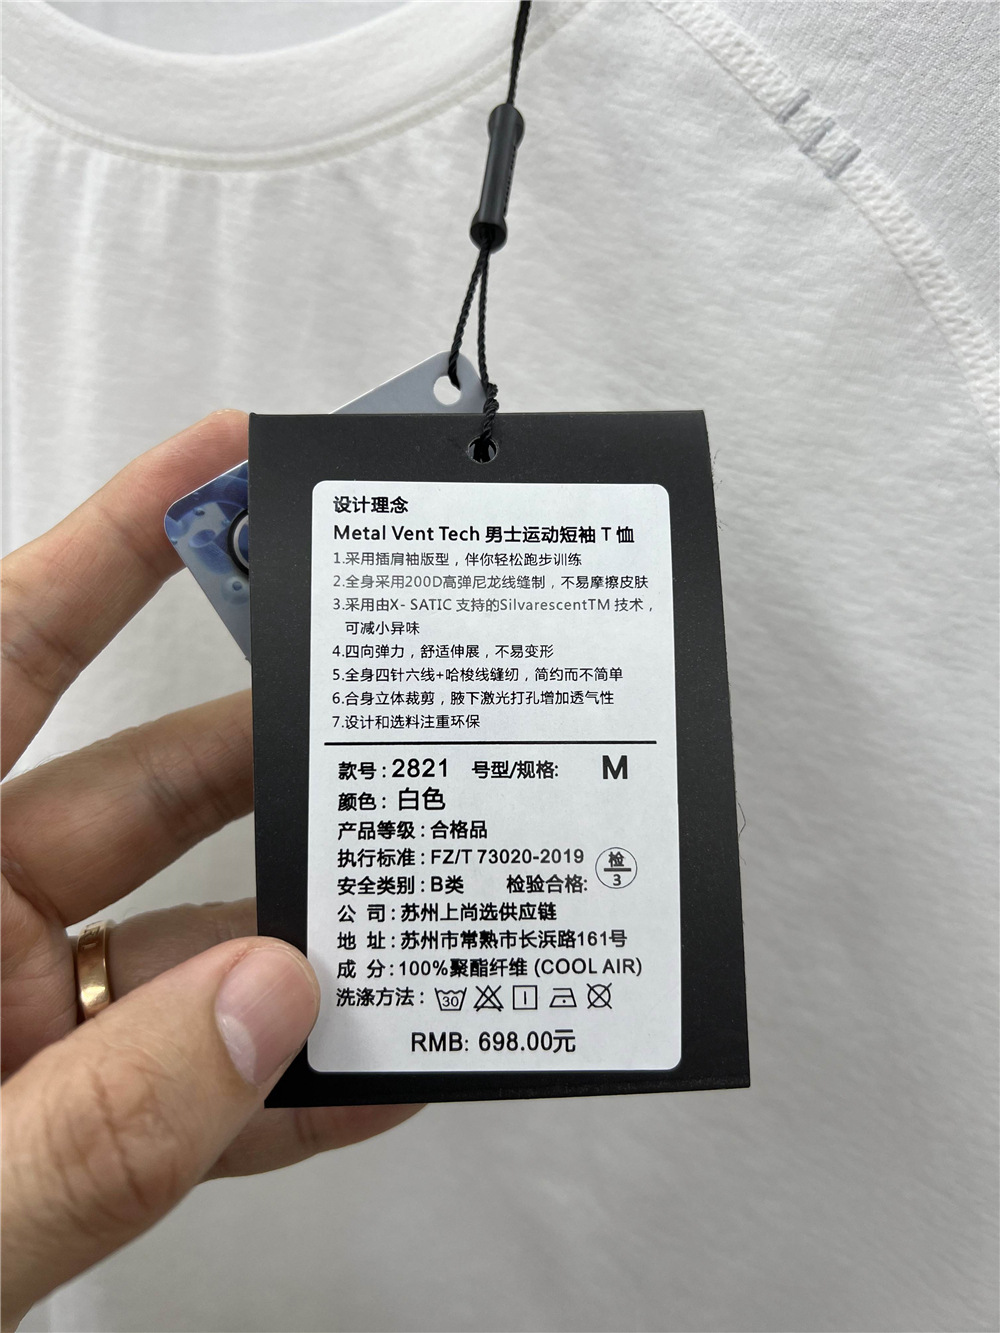 设计理念
Metal Vent Tech 男士运动短袖 T 恤
1.采用插肩袖版型，伴你轻松跑步训练
2.全身采用200D高弹尼龙线缝制，不易摩擦皮肤
3.采用由X- SATIC 支持的SilvarescentTM 技术，
可减小异味
4.四向弹力，舒适伸展，不易变形
5.全身四针六线+哈梭线缝纫，简约而不简单
6.合身立体裁剪，腋下激光打孔增加透气性
7.设计和选料注重环保
款号：2821 号型/规格: M
颜色：白色
产品等级：合格品
执行标准：FZ/T 73020-2019
安全类别：B类 检验合格: 检 3
公 司：苏州上尚选供应链
地 址：苏州市常熟市长浜路161号
成 分：100%聚酯纤维 (COOL AIR)
洗涤方法： 30
RMB: 698.00元